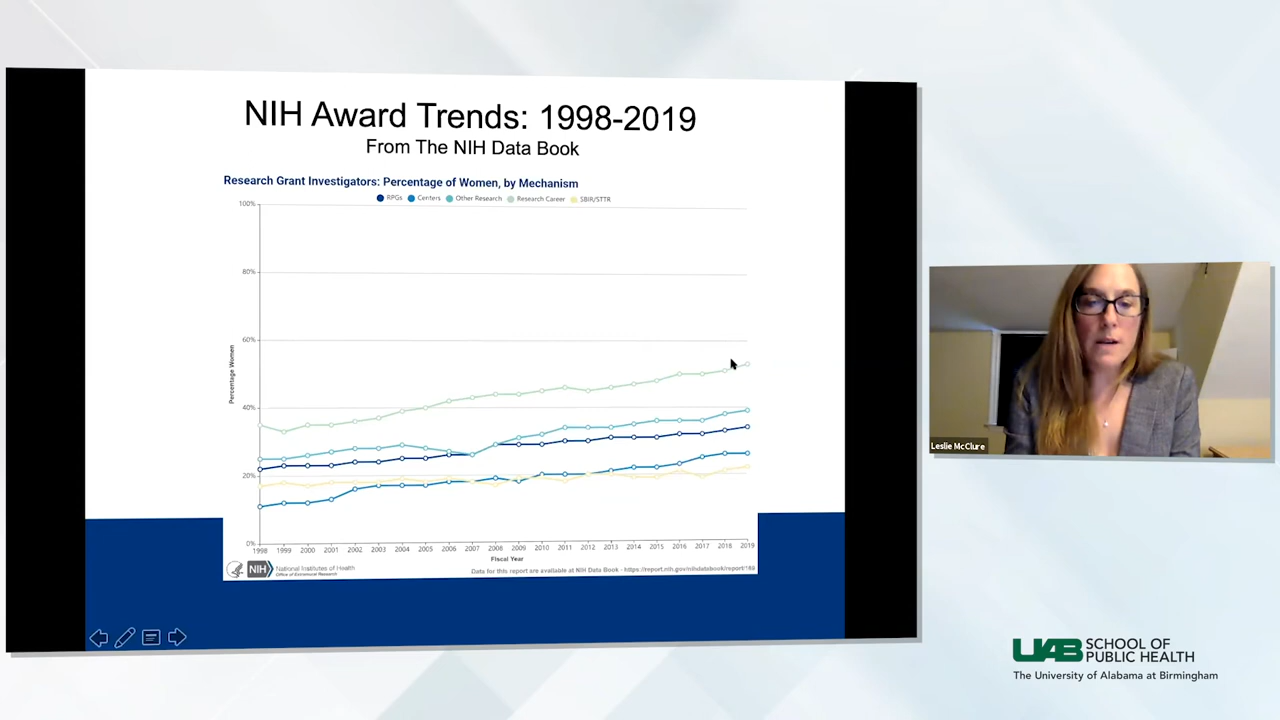 NIH Award Trends: 1998-2019
From The NIH Data Book
Research Grant Investigators: Percentage of Women, by Mechanism
RPGs Centers Other Research Research Career SBIR/STTR
100%
80%
60%
40%
20%
0%
Percentage Women
1998 1999 2000 2001 2002 2003 2004 2005 2006 2007 2008 2009 2010 2011 2012 2013 2014 2015 2016 2017 2018 2019
Fiscal Year
NIH National Institutes of Health
Office of Extramural Research
Data for this report are available at NIH Data Book - https://report.nih.gov/nihdatabook/report/169
Leslie McClure
UAB SCHOOL OF
PUBLIC HEALTH
The University of Alabama at Birmingham